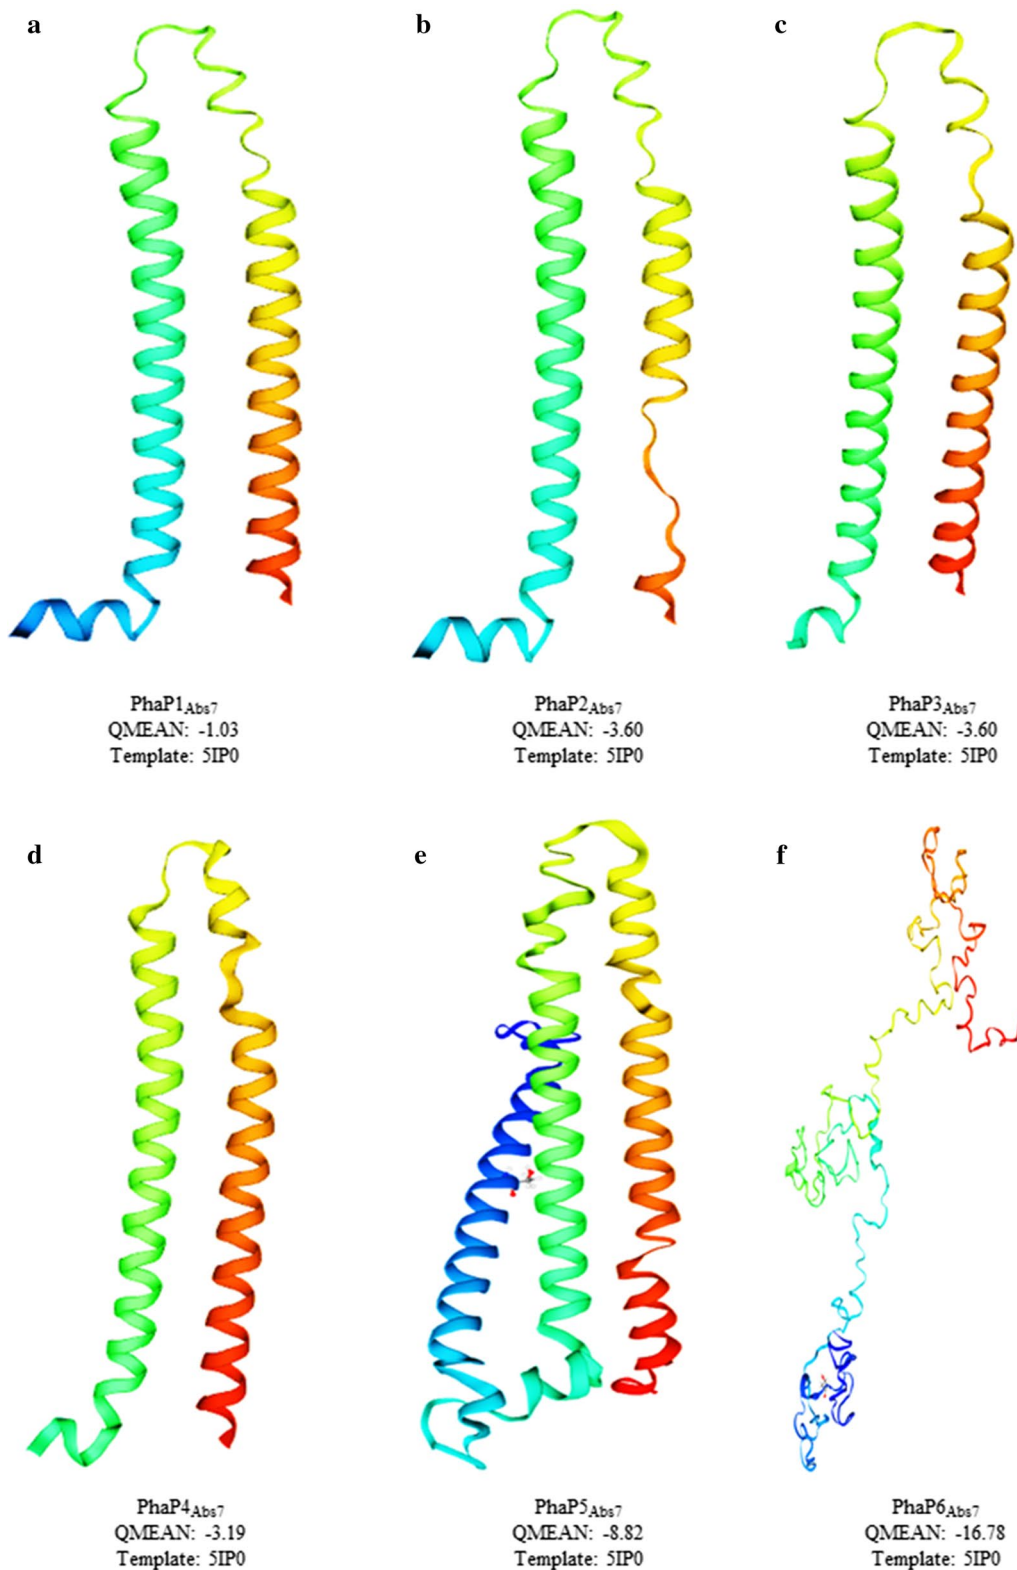 a
b
c
PhaP1Abs7
QMEAN: -1.03
Template: 5IP0
PhaP2Abs7
QMEAN: -3.60
Template: 5IP0
PhaP3Abs7
QMEAN: -3.60
Template: 5IP0
d
e
f
PhaP4Abs7
QMEAN: -3.19
Template: 5IP0
PhaP5Abs7
QMEAN: -8.82
Template: 5IP0
PhaP6Abs7
QMEAN: -16.78
Template: 5IP0